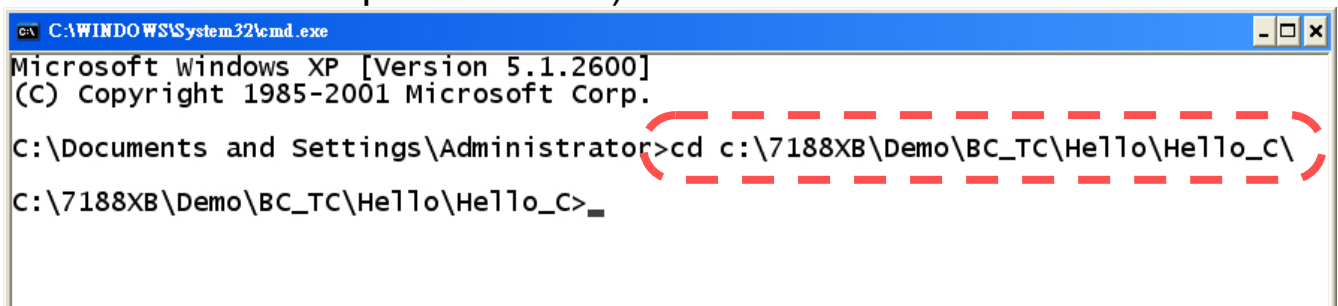 C:\WINDOWS\System32\cmd.exe
Microsoft Windows XP [Version 5.1.2600]
(C) Copyright 1985-2001 Microsoft Corp.
C:\Documents and Settings\Administrator>cd c:\7188XB\Demo\BC_TC\Hello\Hello_C\
C:\7188XB\Demo\BC_TC\Hello\Hello_C>_